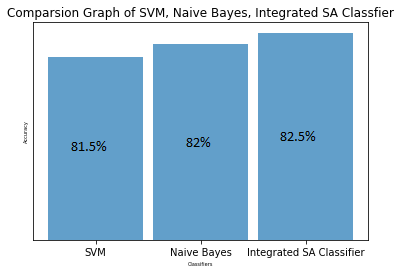 Comparsion Graph of SVM, Naive Bayes, Integrated SA Classfier
Accuracy
81.5%
82%
82.5%
SVM
Naive Bayes
Integrated SA Classifier
Classifiers